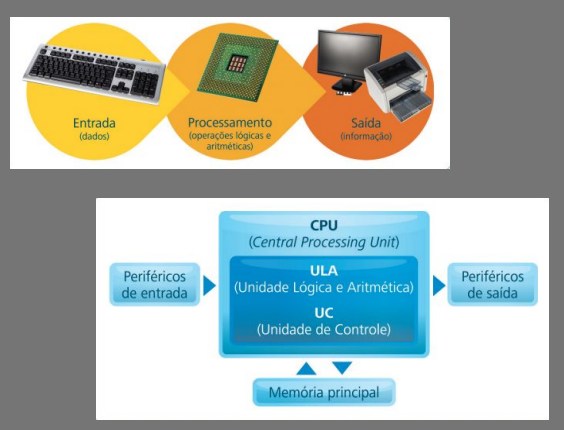 Entrada
(dados)
Processamento
(operações lógicas e
aritméticas)
Saída
(informação)
CPU
(Central Processing Unit)
ULA
(Unidade Lógica e Aritmética)
UC
(Unidade de Controle)
Periféricos
de entrada
Periféricos
de saída
Memória principal